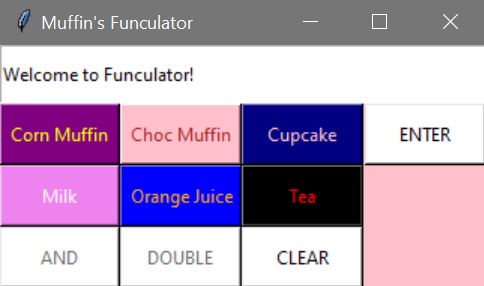 Muffin's Funculator
Welcome to Funculator!
Corn Muffin Choc Muffin Cupcake ENTER
Milk Orange Juice Tea
AND DOUBLE CLEAR